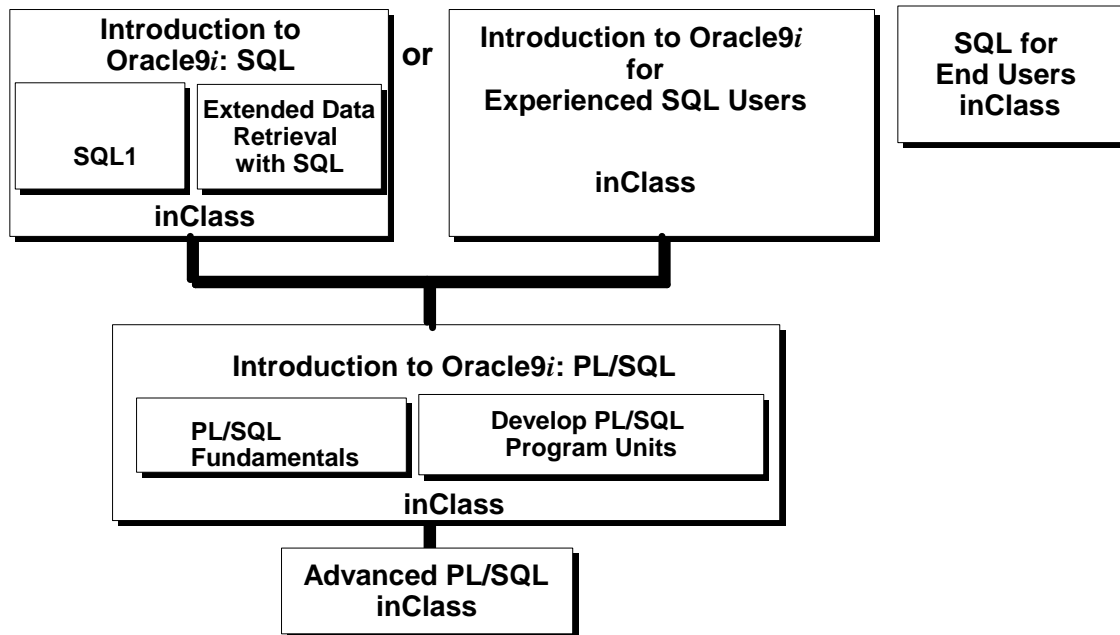 Introduction to
Oracle9i: SQL
SQL1
Extended Data
Retrieval
with SQL
inClass
or
Introduction to Oracle9i
for
Experienced SQL Users
inClass
SQL for
End Users
inClass
Introduction to Oracle9i: PL/SQL
PL/SQL
Fundamentals
Develop PL/SQL
Program Units
inClass
Advanced PL/SQL
inClass